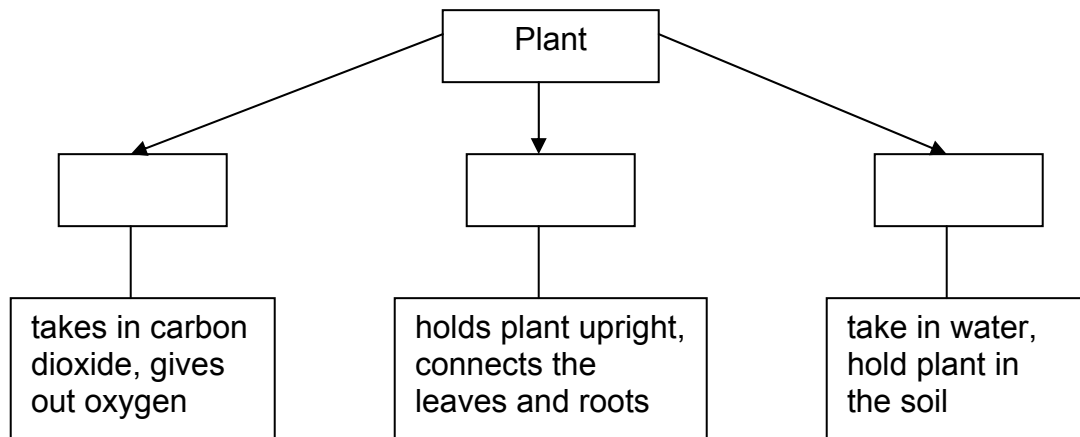 Plant
takes in carbon
dioxide, gives
out oxygen
holds plant upright,
connects the
leaves and roots
take in water,
hold plant in
the soil